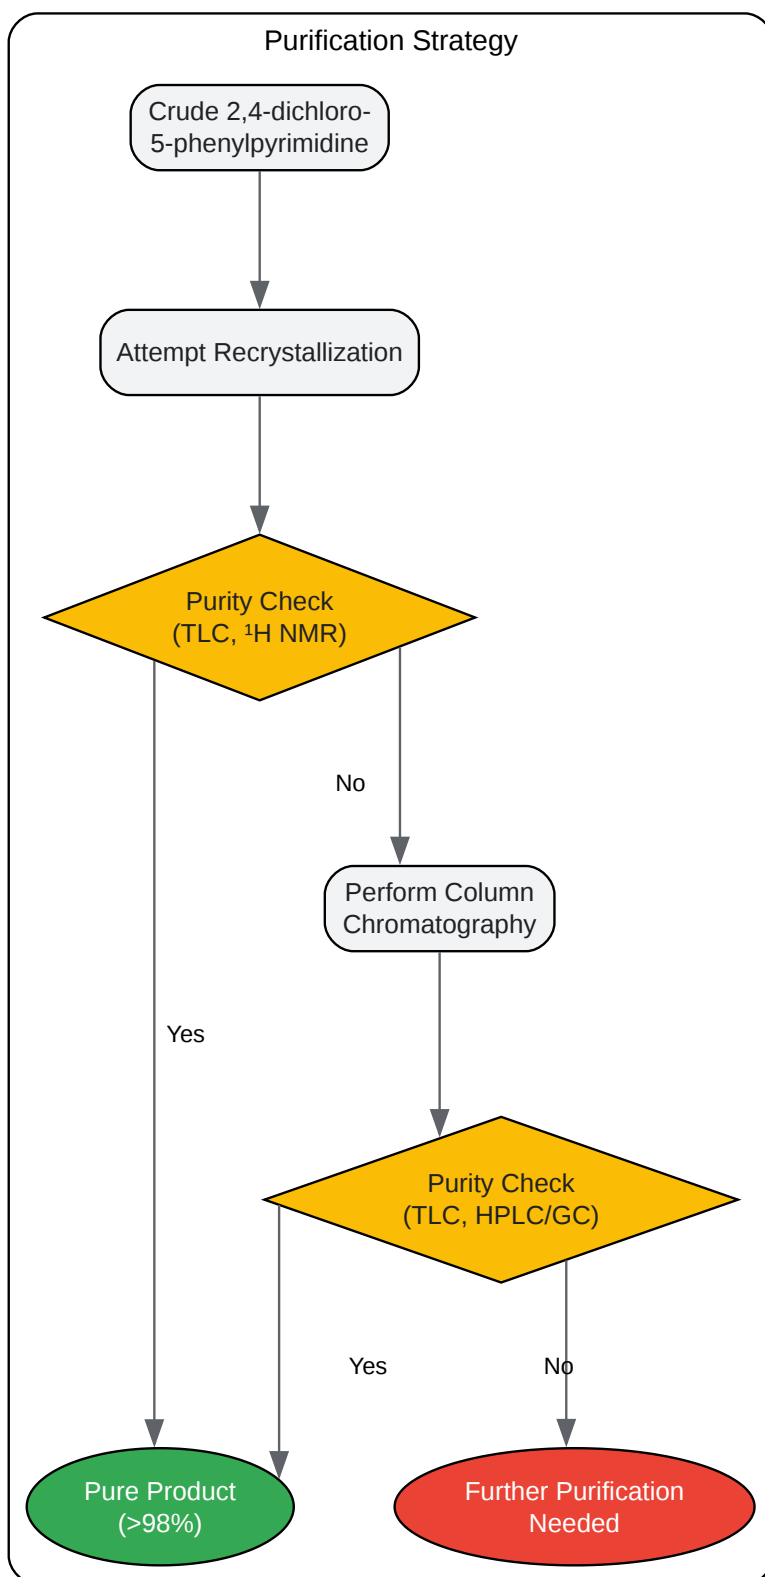 Purification Strategy
Crude 2,4-dichloro-
5-phenylpyrimidine
Attempt Recrystallization
Purity Check
(TLC, ¹H NMR)
No
Perform Column
Chromatography
Yes
Purity Check
(TLC, HPLC/GC)
Yes
No
Pure Product
(>98%)
Further Purification
Needed